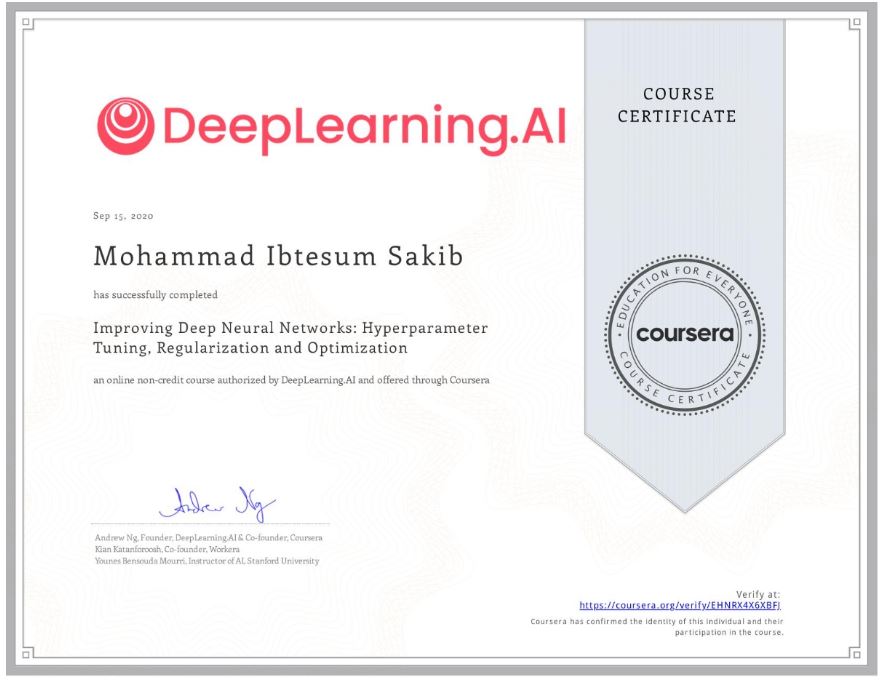 DeepLearning.AI
COURSE
CERTIFICATE
Sep 15, 2020
Mohammad Ibtesum Sakib
has successfully completed
Improving Deep Neural Networks: Hyperparameter
Tuning, Regularization and Optimization
an online non-credit course authorized by DeepLearning.AI and offered through Coursera
EDUCATION FOR EVERYONE
coursera
COURSE CERTIFICATE
Andrew Ng
Andrew Ng, Founder, DeepLearning.AI & Co-founder, Coursera
Kian Katanforoosh, Co-founder, Workera
Younes Bensouda Mourri, Instructor of AI, Stanford University
Verify at:
https://coursera.org/verify/EHNRX4X6XBFJ
Coursera has confirmed the identity of this individual and their
participation in the course.